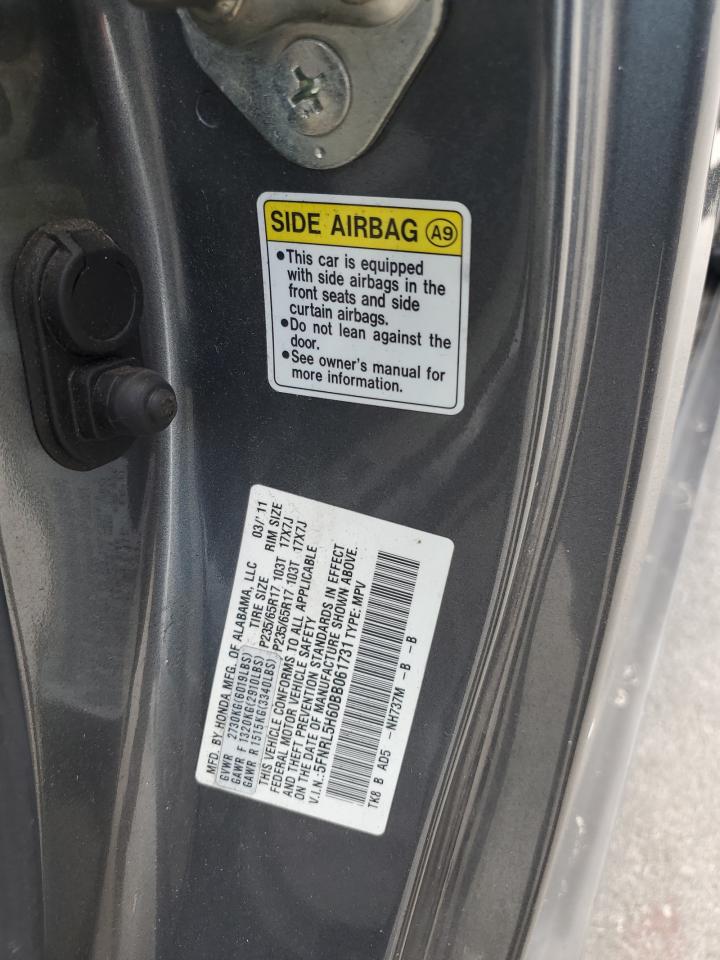 SIDE AIRBAG A9
●This car is equipped
with side airbags in the
front seats and side
curtain airbags.
●Do not lean against the
door.
●See owner's manual for
more information.
MFD. BY HONDA MFG. OF ALABAMA, LLC 03/'11
GVWR 2730KG(6019LBS) TIRE SIZE RIM SIZE
GAWR F 1320KG(2910LBS) P235/65R17 103T 17X7J
GAWR R 1515KG(3340LBS) P235/65R17 103T 17X7J
THIS VEHICLE CONFORMS TO ALL APPLICABLE
FEDERAL MOTOR VEHICLE SAFETY
AND THEFT PREVENTION STANDARDS IN EFFECT
ON THE DATE OF MANUFACTURE SHOWN ABOVE.
V.I.N.:5FNRL5H60BB061731 TYPE: MPV
TK8 B AD5 -NH737M -B -B